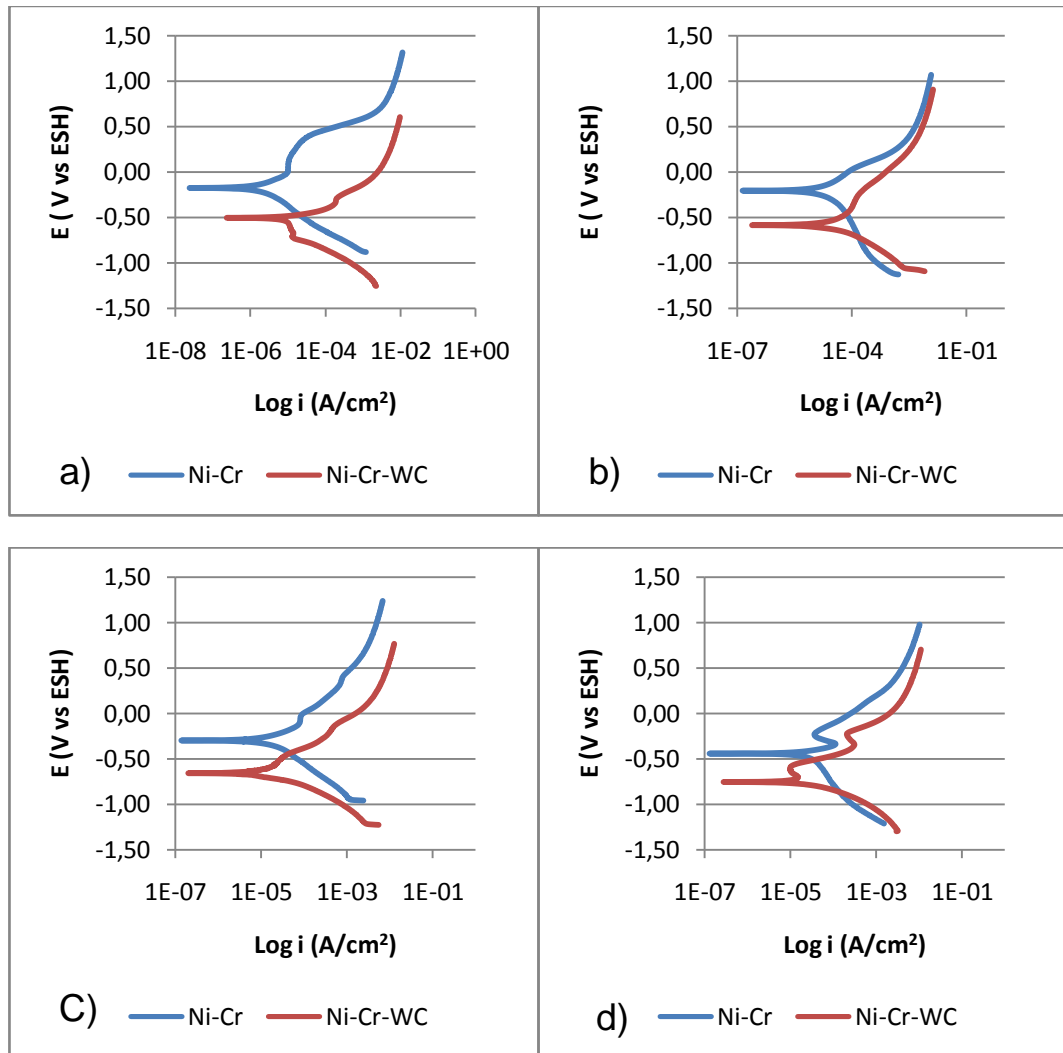 1,50
1,00
0,50
0,00
-0,50
-1,00
-1,50
E ( V vs ESH)
1E-08 1E-06 1E-04 1E-02 1E+00
Log i (A/cm²)
a) Ni-Cr Ni-Cr-WC
1,50
1,00
0,50
0,00
-0,50
-1,00
-1,50
E (V vs ESH)
1E-07 1E-04 1E-01
Log i (A/cm²)
b) Ni-Cr Ni-Cr-WC
1,50
1,00
0,50
0,00
-0,50
-1,00
-1,50
E (V vs ESH)
1E-07 1E-05 1E-03 1E-01
Log i (A/cm²)
C) Ni-Cr Ni-Cr-WC
1,50
1,00
0,50
0,00
-0,50
-1,00
-1,50
E (V vs ESH)
1E-07 1E-05 1E-03 1E-01
Log i (A/cm²)
d) Ni-Cr Ni-Cr-WC